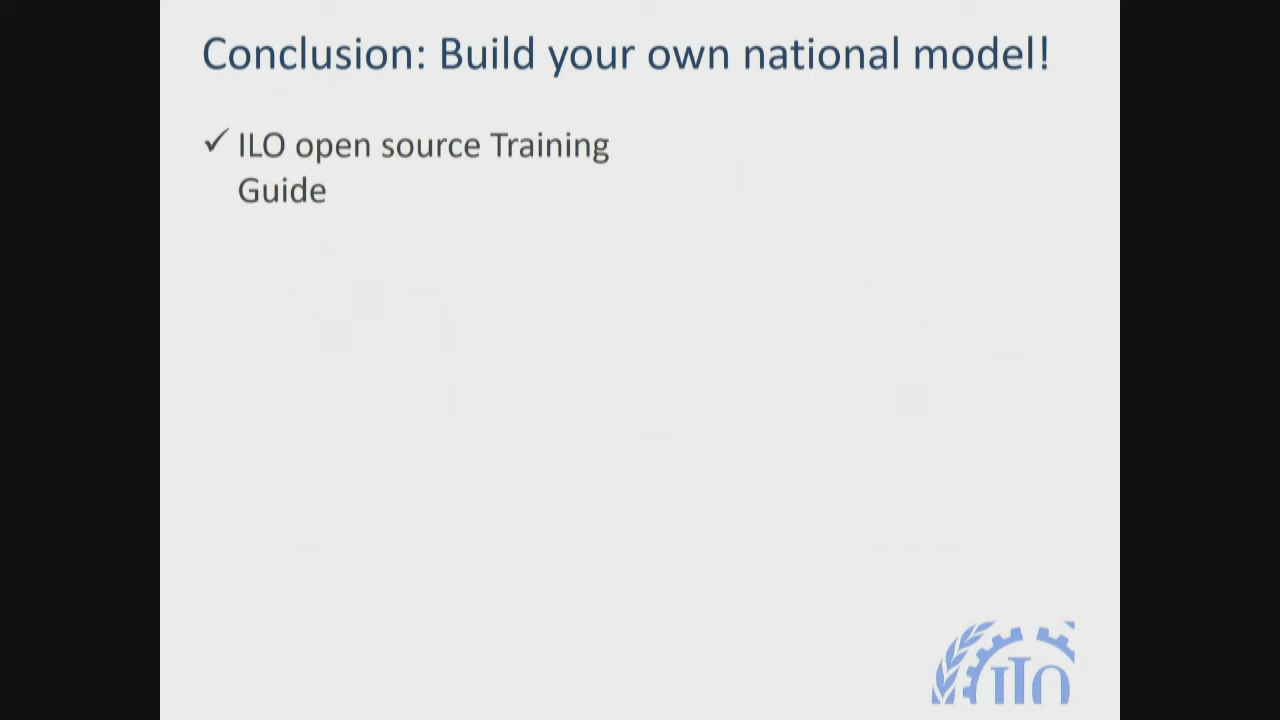 Conclusion: Build your own national model!
✓ ILO open source Training
Guide
ILO